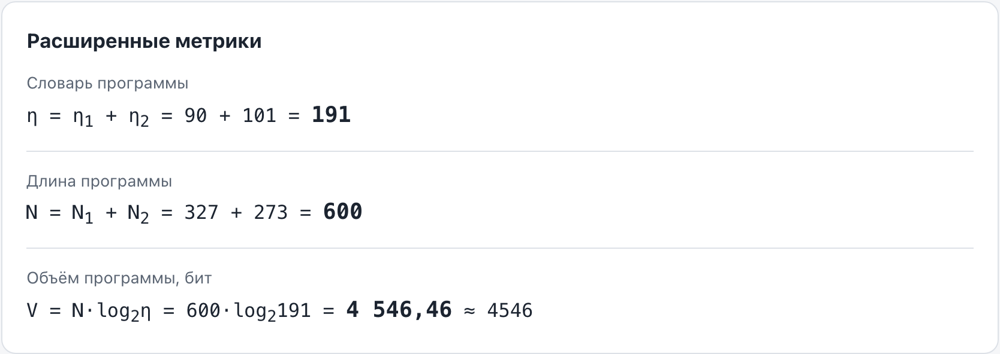 Расширенные метрики
Словарь программы
η = η₁ + η₂ = 90 + 101 = 191
Длина программы
N = N₁ + N₂ = 327 + 273 = 600
Объём программы, бит
V = N·log₂η = 600·log₂191 = 4 546,46 ≈ 4546